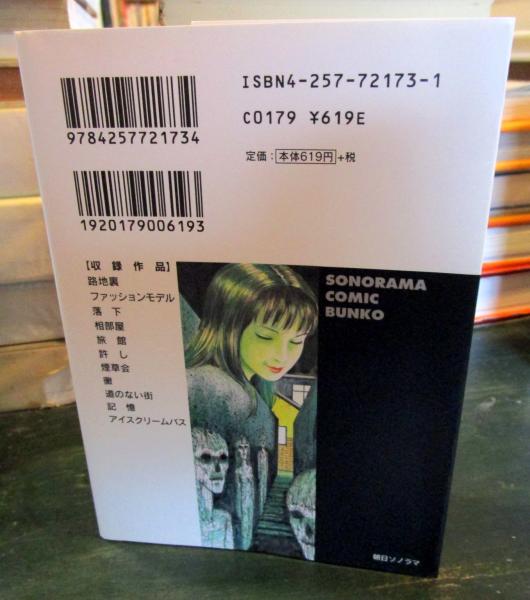 ISBN4-257-72173-1
C0179 ¥619E
定価：本体619円+税
9784257721734
1920179006193
【収録作品】
路地裏
ファッションモデル
落下
相部屋
旅館
許し
煙草会
黴
道のない街
記憶
アイスクリームバス
SONORAMA
COMIC
BUNKO
朝日ソノラマ